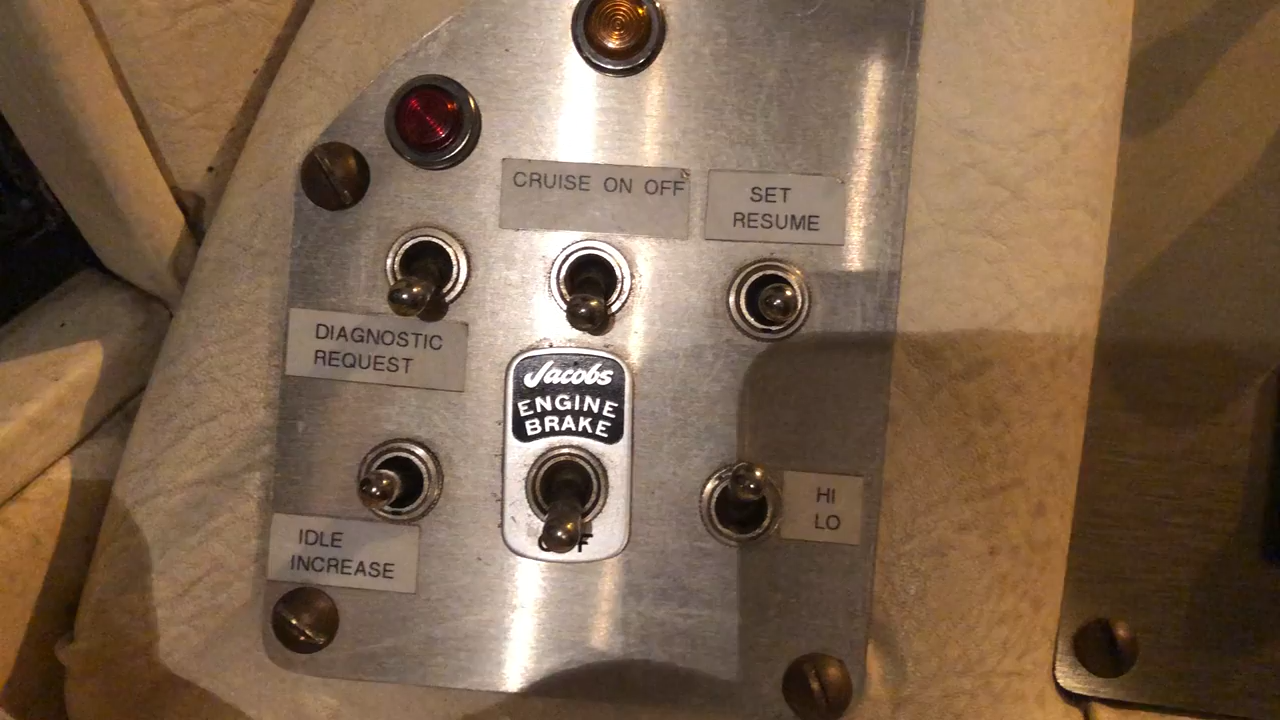 CRUISE ON OFF
SET
RESUME
DIAGNOSTIC
REQUEST
Jacobs
ENGINE
BRAKE
HI
LO
IDLE
INCREASE